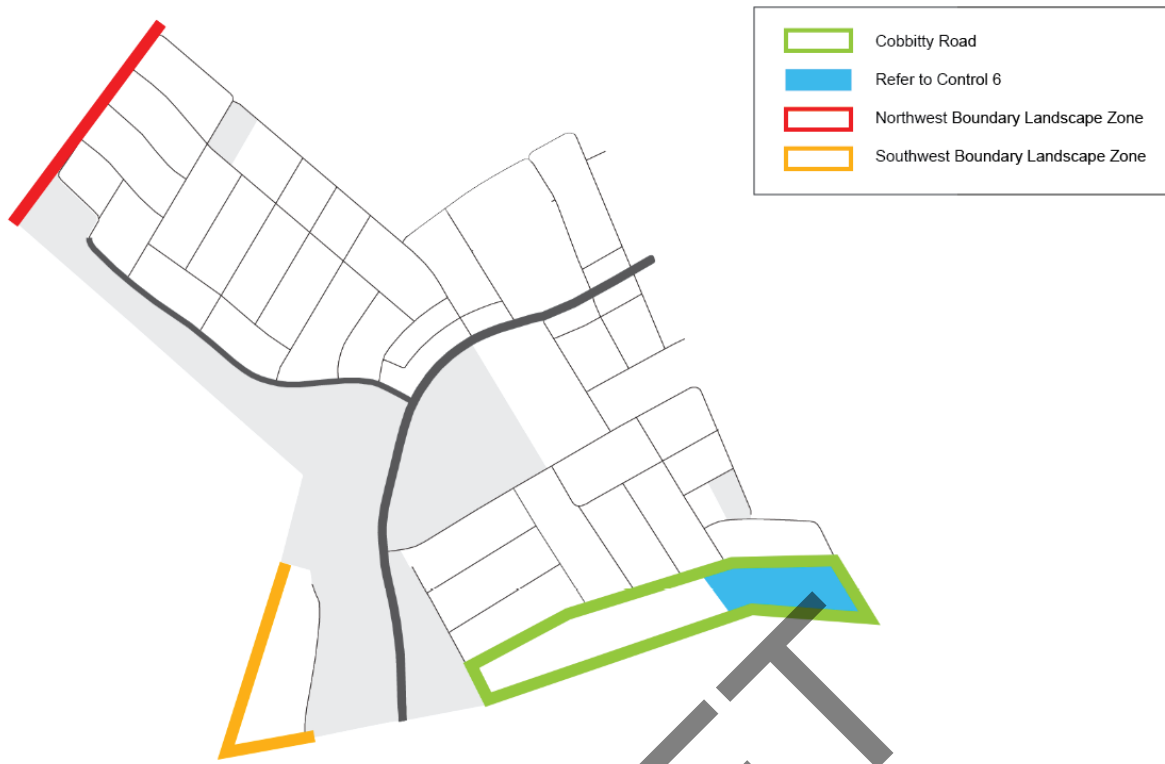 Cobbitty Road
Refer to Control 6
Northwest Boundary Landscape Zone
Southwest Boundary Landscape Zone